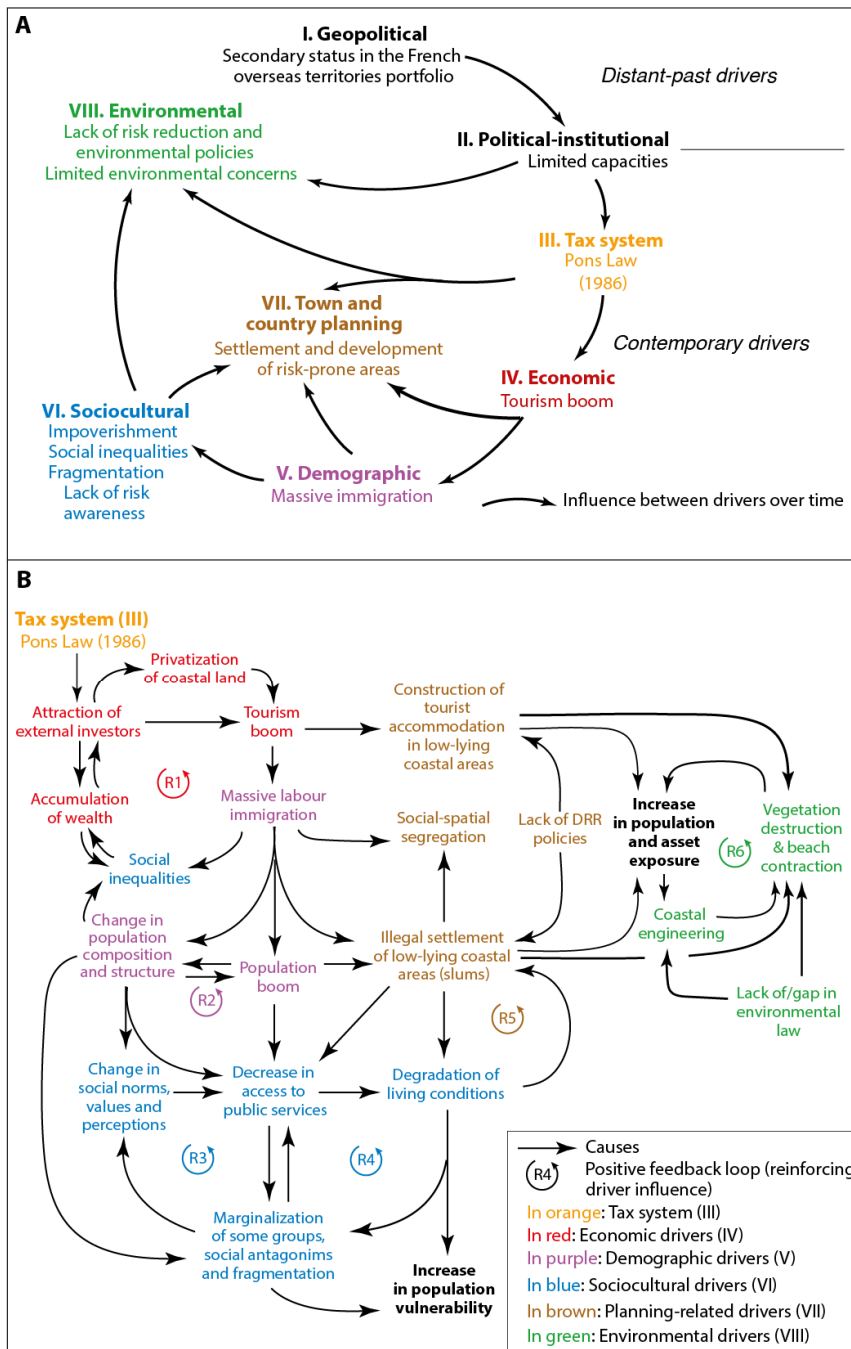 A
I. Geopolitical
Secondary status in the French
overseas territories portfolio
Distant-past drivers
VIII. Environmental
Lack of risk reduction and
environmental policies
Limited environmental concerns
II. Political-institutional
Limited capacities
III. Tax system
Pons Law
(1986)
VII. Town and
country planning
Settlement and development
of risk-prone areas
Contemporary drivers
IV. Economic
Tourism boom
VI. Sociocultural
Impoverishment
Social inequalities
Fragmentation
Lack of risk
awareness
V. Demographic
Massive immigration
Influence between drivers over time
B
Tax system (III)
Pons Law (1986)
Privatization
of coastal land
Attraction of
external investors
Tourism
boom
Construction of
tourist
accommodation
in low-lying
coastal areas
R1
Accumulation
of wealth
Massive labour
immigration
Social-spatial
segregation
Lack of DRR
policies
Increase
in population
and asset
exposure
R6
Vegetation
destruction
& beach
contraction
Social
inequalities
Change in
population
composition
and structure
R2
Population
boom
Illegal settlement
of low-lying coastal
areas (slums)
Coastal
engineering
R5
Lack of/gap in
environmental
law
Change in
social norms,
values and
perceptions
Decrease in
access to
public services
Degradation of
living conditions
R3
R4
Marginalization
of some groups,
social antagonims
and fragmentation
Increase
in population
vulnerability
Causes
R4
Positive feedback loop (reinforcing
driver influence)
In orange: Tax system (III)
In red: Economic drivers (IV)
In purple: Demographic drivers (V)
In blue: Sociocultural drivers (VI)
In brown: Planning-related drivers (VII)
In green: Environmental drivers (VIII)